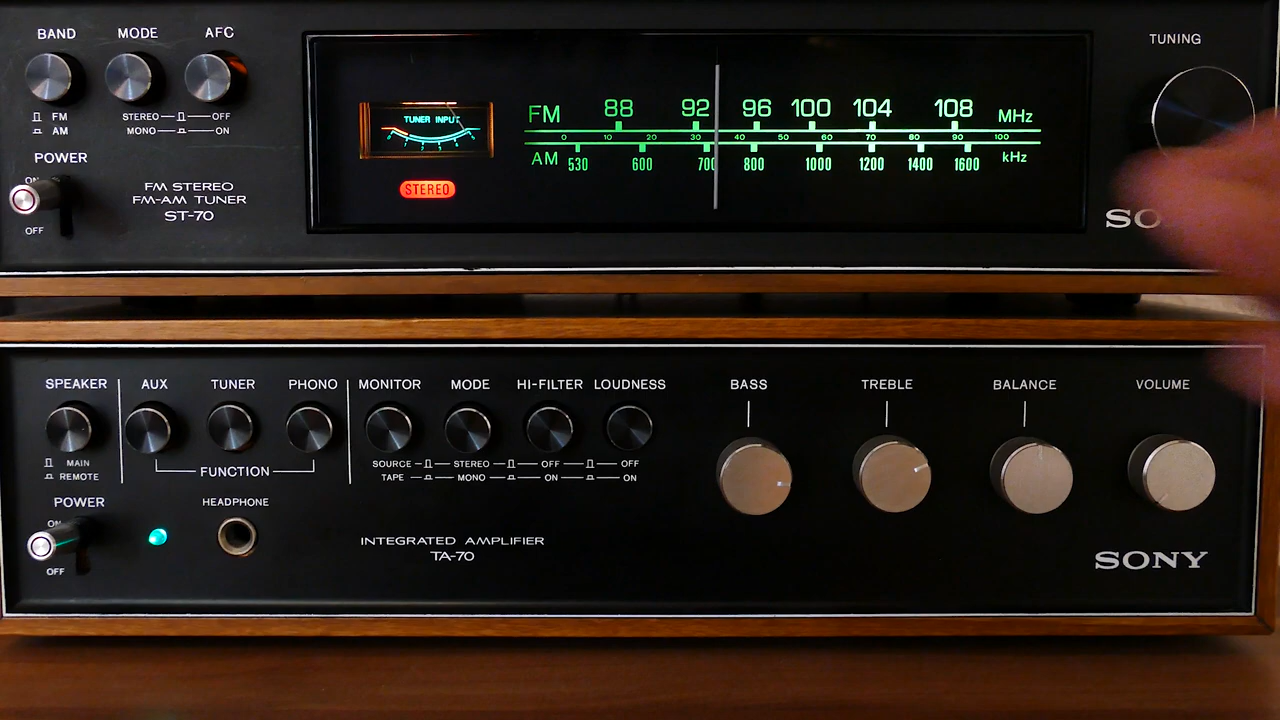 BAND MODE AFC
FM STEREO OFF
AM MONO ON
POWER
ON
OFF
FM STEREO
FM-AM TUNER
ST-70
TUNER INPUT
STEREO
FM 88 92 96 100 104 108 MHz
0 10 20 30 40 50 60 70 80 90 100
AM 530 600 700 800 1000 1200 1400 1600 kHz
TUNING
SO
SPEAKER AUX TUNER PHONO MONITOR MODE HI-FILTER LOUDNESS BASS TREBLE BALANCE VOLUME
MAIN
REMOTE
FUNCTION
SOURCE STEREO OFF OFF
TAPE MONO ON ON
POWER
ON
OFF
HEADPHONE
INTEGRATED AMPLIFIER
TA-70
SONY